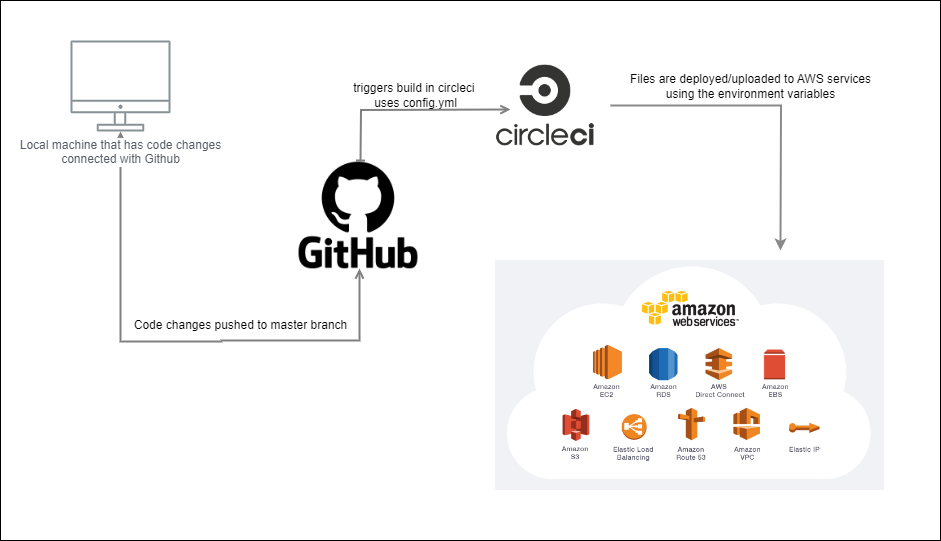 triggers build in circleci
uses config.yml
circleci
Files are deployed/uploaded to AWS services
using the environment variables
Local machine that has code changes
connected with Github
GitHub
Code changes pushed to master branch
amazon
web services™
Amazon
EC2
Amazon
RDS
AWS
Direct Connect
Amazon
EBS
Amazon
S3
Elastic Load
Balancing
Amazon
Route 53
Amazon
VPC
Elastic IP